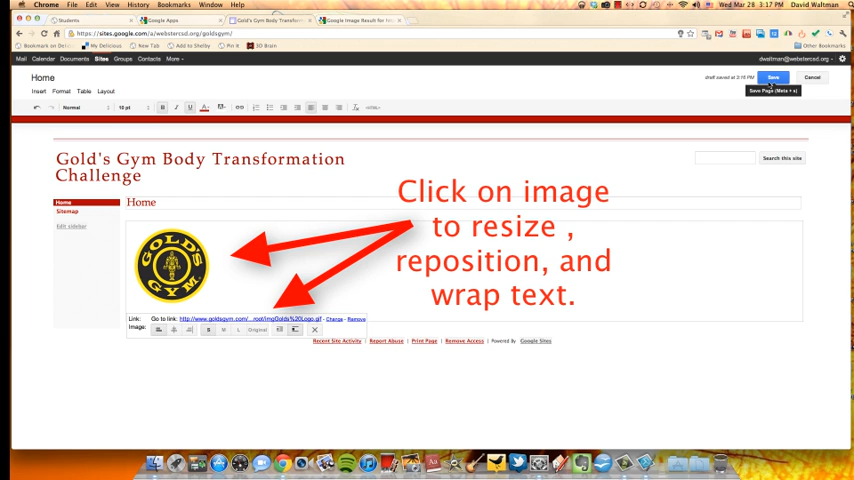 Chrome File Edit View History Bookmarks Window Help Wed Mar 28 3:17 PM David Waltman
Students Google Apps Gold's Gym Body Transform Google Image Result for
https://sites.google.com/a/webstercsd.org/goldsgym/
My Delicious New Tab Add to Shelby Pin It 3D Brain Other Bookmarks
Mail Calendar Documents Sites Groups Contacts More dwaltman@webstercsd.org
Home draft saved at 3:16 PM Save Cancel
Insert Format Table Layout Save Page (Meta + s)
Normal 10 pt B I U A <HTML>
Gold's Gym Body Transformation
Challenge
Search this site
Home
Sitemap
Edit sidebar
Home
GOLD'S
GYM
Click on image
to resize ,
reposition, and
wrap text.
Link: Go to link: http://www.goldsgym.com/...root/imgGolds%20Logo.gif - Change - Remove
Image: S M L Original
Recent Site Activity | Report Abuse | Print Page | Remove Access | Powered By Google Sites